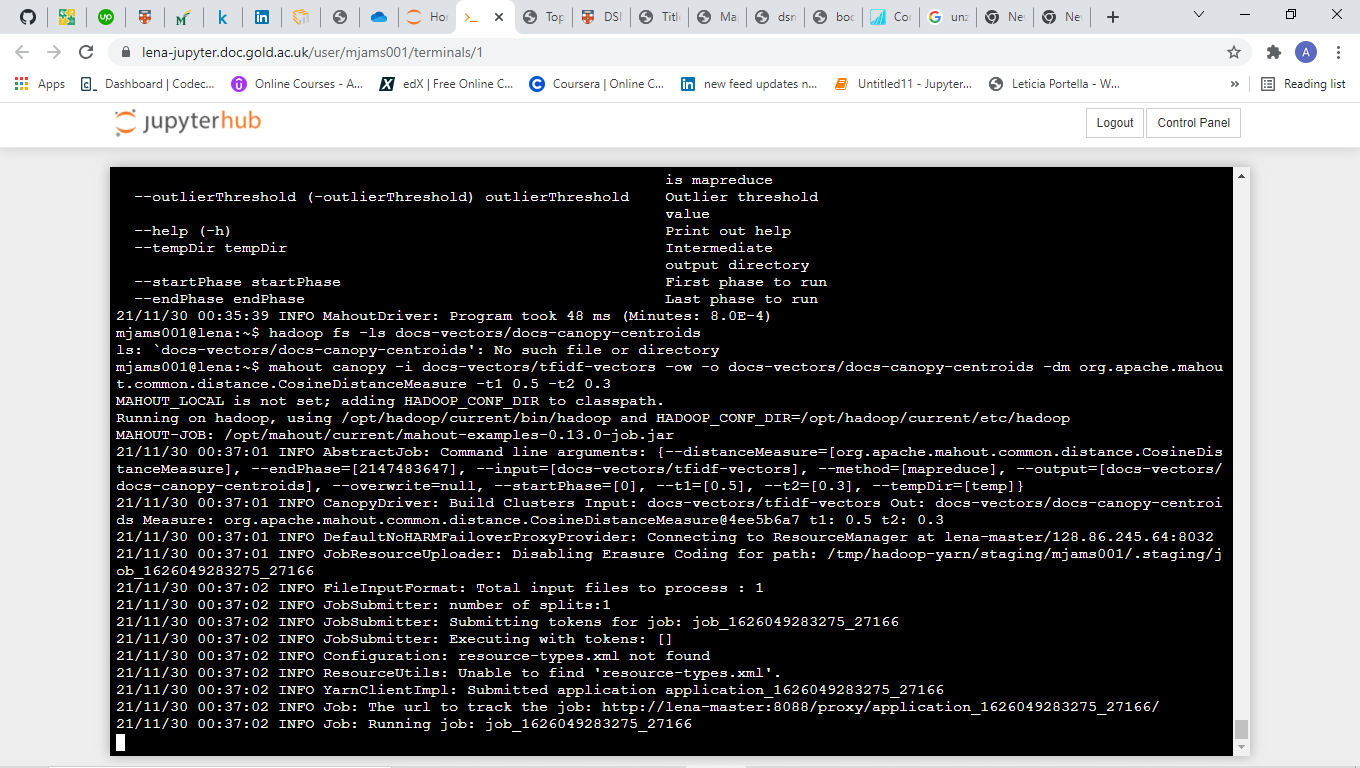 Ho
Top
DSM
Title
Ma
dsn
boc
Cou
unz
Nev
Nev
lena-jupyter.doc.gold.ac.uk/user/mjams001/terminals/1
A
Apps
Dashboard | Codec...
Online Courses - A...
edX | Free Online C...
Coursera | Online C...
new feed updates n...
Untitled11 - Jupyter...
Leticia Portella - W...
»
Reading list
jupyterhub
Logout
Control Panel
is mapreduce
--outlierThreshold (-outlierThreshold) outlierThreshold Outlier threshold
value
--help (-h) Print out help
--tempDir tempDir Intermediate
output directory
--startPhase startPhase First phase to run
--endPhase endPhase Last phase to run
21/11/30 00:35:39 INFO MahoutDriver: Program took 48 ms (Minutes: 8.0E-4)
mjams001@lena:~$ hadoop fs -ls docs-vectors/docs-canopy-centroids
ls: `docs-vectors/docs-canopy-centroids': No such file or directory
mjams001@lena:~$ mahout canopy -i docs-vectors/tfidf-vectors -ow -o docs-vectors/docs-canopy-centroids -dm org.apache.mahou
t.common.distance.CosineDistanceMeasure -t1 0.5 -t2 0.3
MAHOUT_LOCAL is not set; adding HADOOP_CONF_DIR to classpath.
Running on hadoop, using /opt/hadoop/current/bin/hadoop and HADOOP_CONF_DIR=/opt/hadoop/current/etc/hadoop
MAHOUT-JOB: /opt/mahout/current/mahout-examples-0.13.0-job.jar
21/11/30 00:37:01 INFO AbstractJob: Command line arguments: {--distanceMeasure=[org.apache.mahout.common.distance.CosineDis
tanceMeasure], --endPhase=[2147483647], --input=[docs-vectors/tfidf-vectors], --method=[mapreduce], --output=[docs-vectors/
docs-canopy-centroids], --overwrite=null, --startPhase=[0], --t1=[0.5], --t2=[0.3], --tempDir=[temp]}
21/11/30 00:37:01 INFO CanopyDriver: Build Clusters Input: docs-vectors/tfidf-vectors Out: docs-vectors/docs-canopy-centroi
ds Measure: org.apache.mahout.common.distance.CosineDistanceMeasure@4ee5b6a7 t1: 0.5 t2: 0.3
21/11/30 00:37:01 INFO DefaultNoHARMFailoverProxyProvider: Connecting to ResourceManager at lena-master/128.86.245.64:8032
21/11/30 00:37:01 INFO JobResourceUploader: Disabling Erasure Coding for path: /tmp/hadoop-yarn/staging/mjams001/.staging/j
ob_1626049283275_27166
21/11/30 00:37:02 INFO FileInputFormat: Total input files to process : 1
21/11/30 00:37:02 INFO JobSubmitter: number of splits:1
21/11/30 00:37:02 INFO JobSubmitter: Submitting tokens for job: job_1626049283275_27166
21/11/30 00:37:02 INFO JobSubmitter: Executing with tokens: []
21/11/30 00:37:02 INFO Configuration: resource-types.xml not found
21/11/30 00:37:02 INFO ResourceUtils: Unable to find 'resource-types.xml'.
21/11/30 00:37:02 INFO YarnClientImpl: Submitted application application_1626049283275_27166
21/11/30 00:37:02 INFO Job: The url to track the job: http://lena-master:8088/proxy/application_1626049283275_27166/
21/11/30 00:37:02 INFO Job: Running job: job_1626049283275_27166